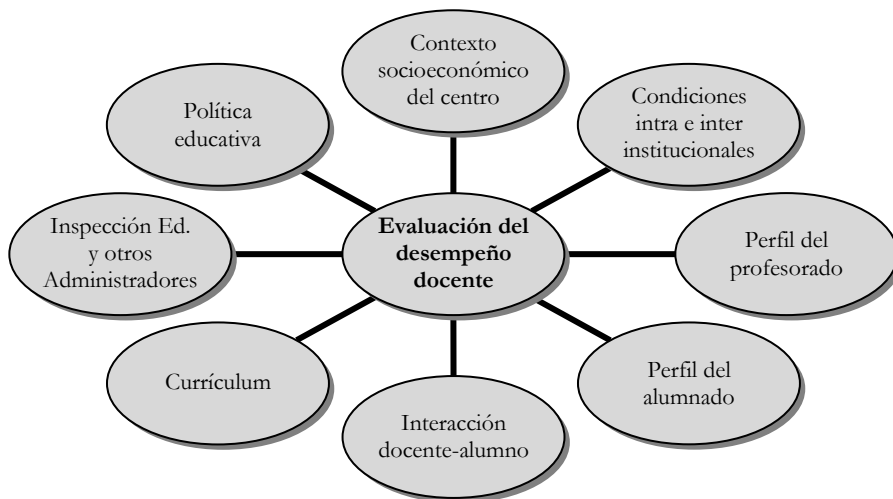 Contexto
socioeconómico
del centro
Política
educativa
Condiciones
intra e inter
institucionales
Inspección Ed.
y otros
Administradores
Evaluación del
desempeño
docente
Perfil del
profesorado
Currículum
Perfil del
alumnado
Interacción
docente-alumno